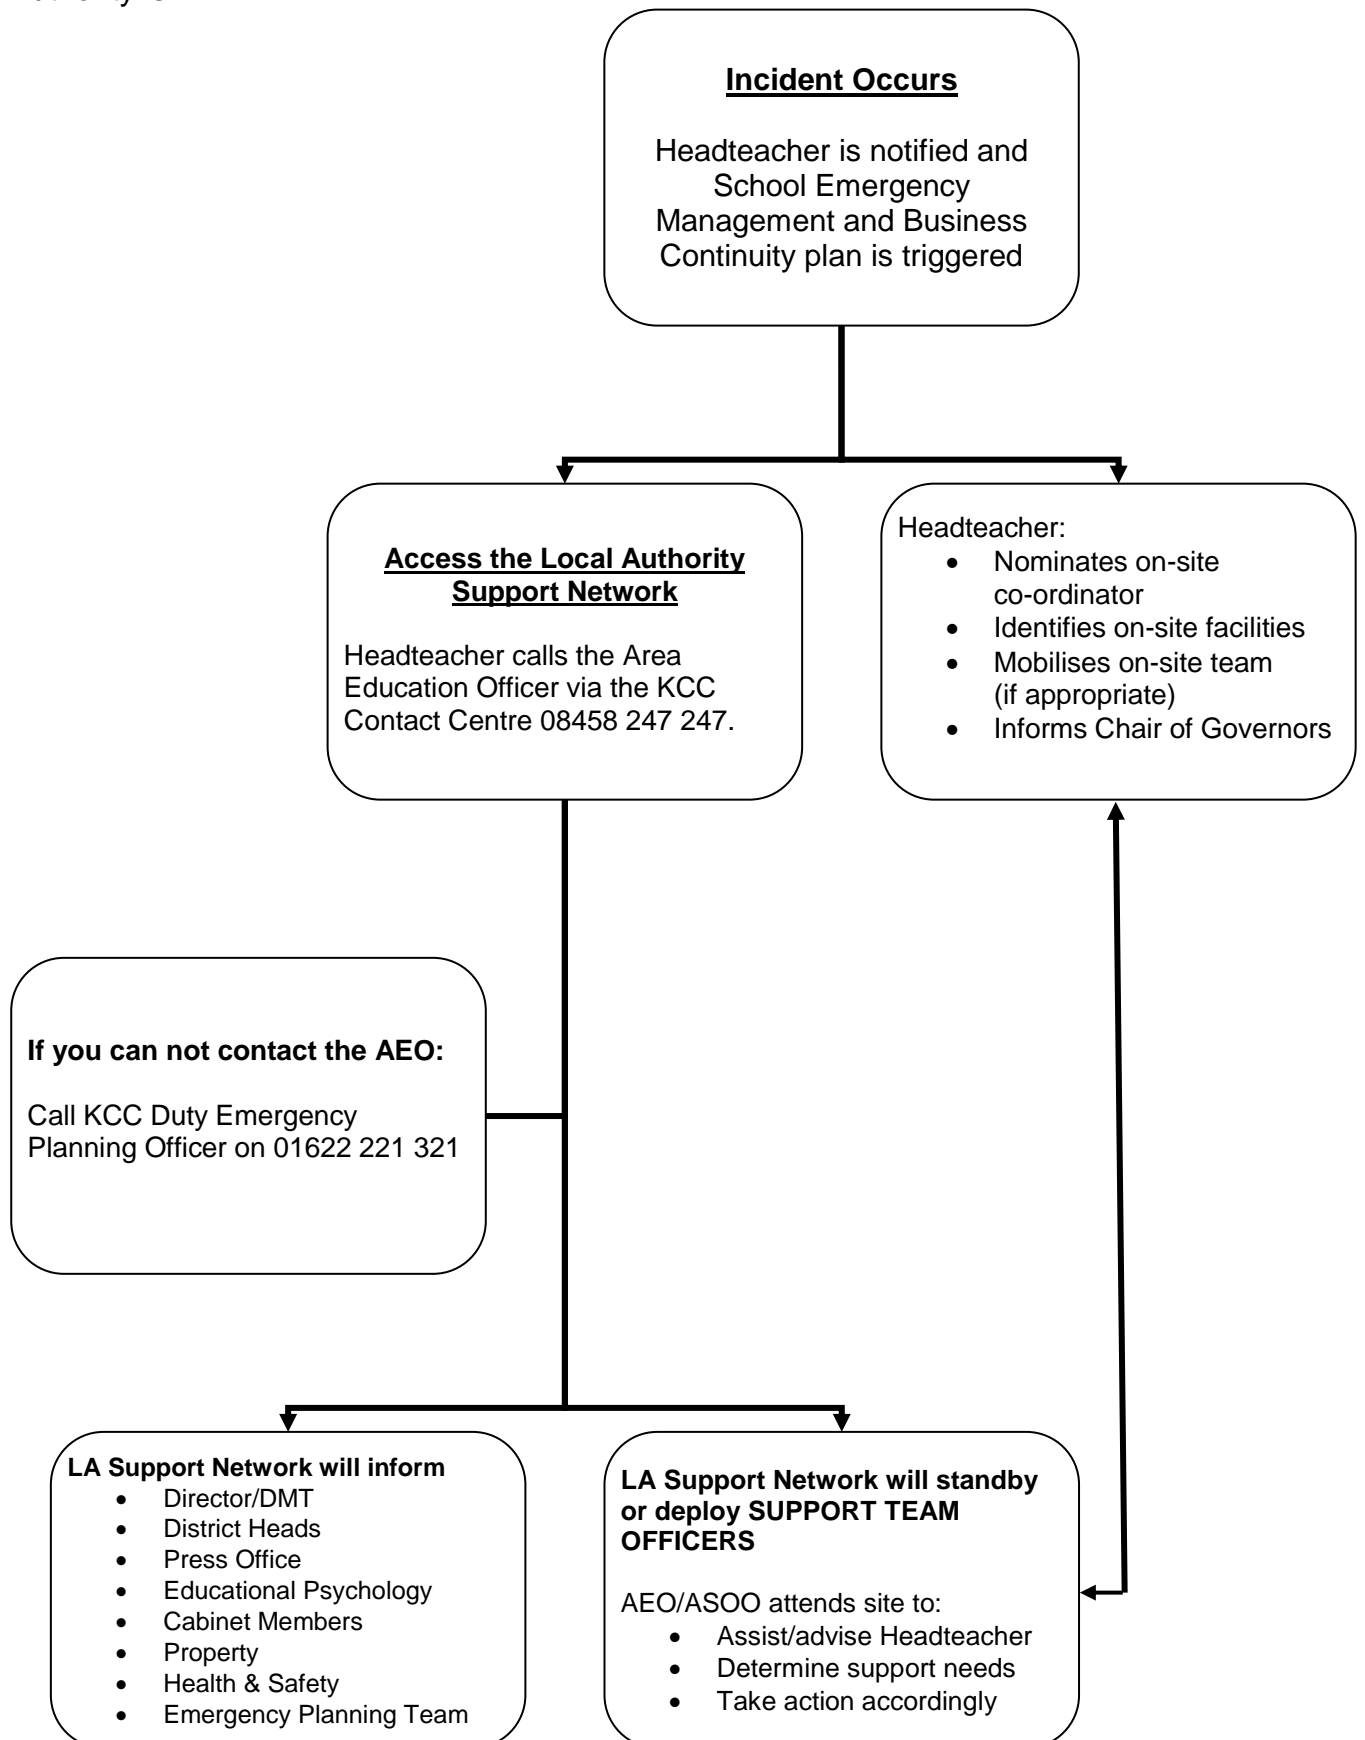 Incident Occurs
Headteacher is notified and
School Emergency
Management and Business
Continuity plan is triggered
Access the Local Authority
Support Network
Headteacher calls the Area
Education Officer via the KCC
Contact Centre 08458 247 247.
Headteacher:
• Nominates on-site
co-ordinator
• Identifies on-site facilities
• Mobilises on-site team
(if appropriate)
• Informs Chair of Governors
If you can not contact the AEO:
Call KCC Duty Emergency
Planning Officer on 01622 221 321
LA Support Network will inform
• Director/DMT
• District Heads
• Press Office
• Educational Psychology
• Cabinet Members
• Property
• Health & Safety
• Emergency Planning Team
LA Support Network will standby
or deploy SUPPORT TEAM
OFFICERS
AEO/ASOO attends site to:
• Assist/advise Headteacher
• Determine support needs
• Take action accordingly